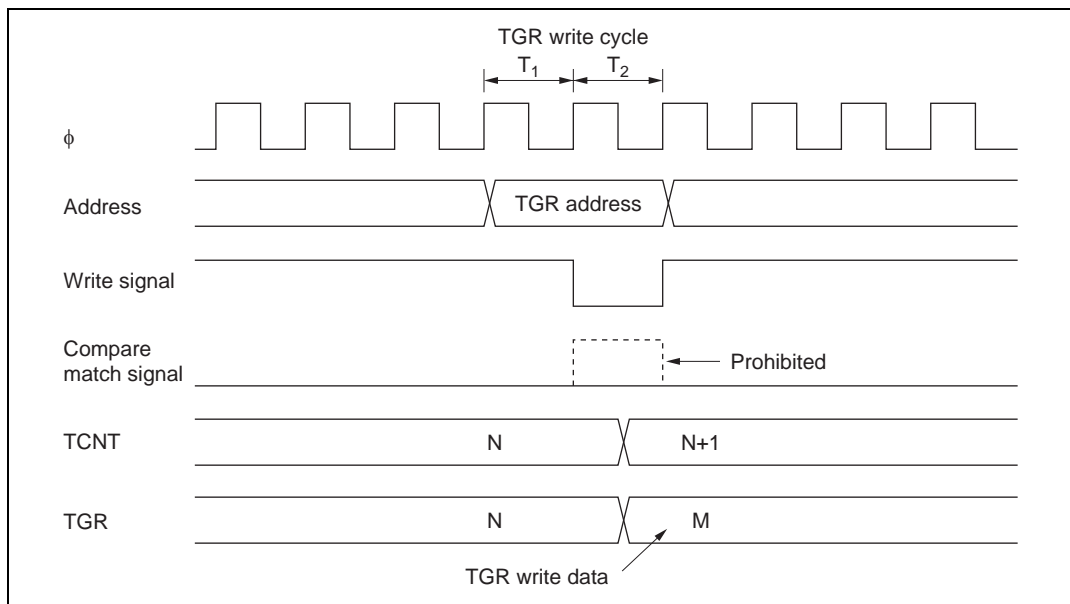 TGR write cycle
T1 T2
ϕ
Address
TGR address
Write signal
Compare
match signal
Prohibited
TCNT
N
N+1
TGR
N
M
TGR write data